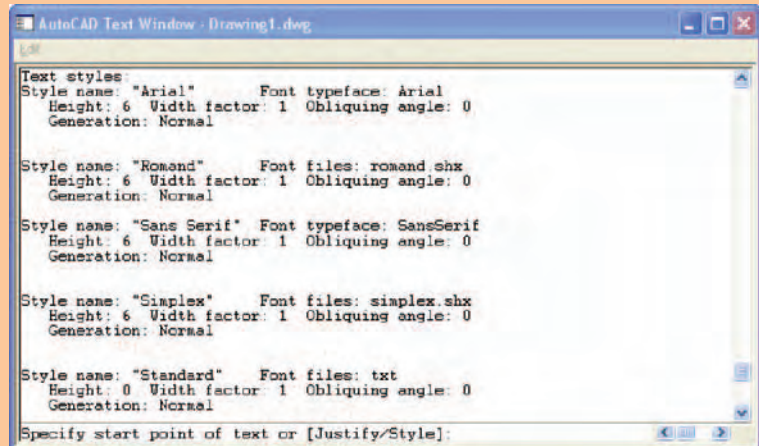 AutoCAD Text Window - Drawing1.dwg
Edit
Text styles:
Style name: "Arial" Font typeface: Arial
Height: 6 Width factor: 1 Obliquing angle: 0
Generation: Normal
Style name: "Romand" Font files: romand.shx
Height: 6 Width factor: 1 Obliquing angle: 0
Generation: Normal
Style name: "Sans Serif" Font typeface: SansSerif
Height: 6 Width factor: 1 Obliquing angle: 0
Generation: Normal
Style name: "Simplex" Font files: simplex.shx
Height: 6 Width factor: 1 Obliquing angle: 0
Generation: Normal
Style name: "Standard" Font files: txt
Height: 0 Width factor: 1 Obliquing angle: 0
Generation: Normal
Specify start point of text or [Justify/Style]: